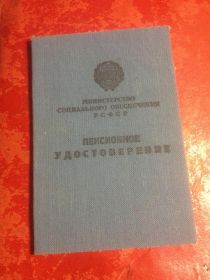 МИНИСТЕРСТВО
СОЦИАЛЬНОГО ОБЕСПЕЧЕНИЯ
РСФСР
ПЕНСИОННОЕ
УДОСТОВЕРЕНИЕ